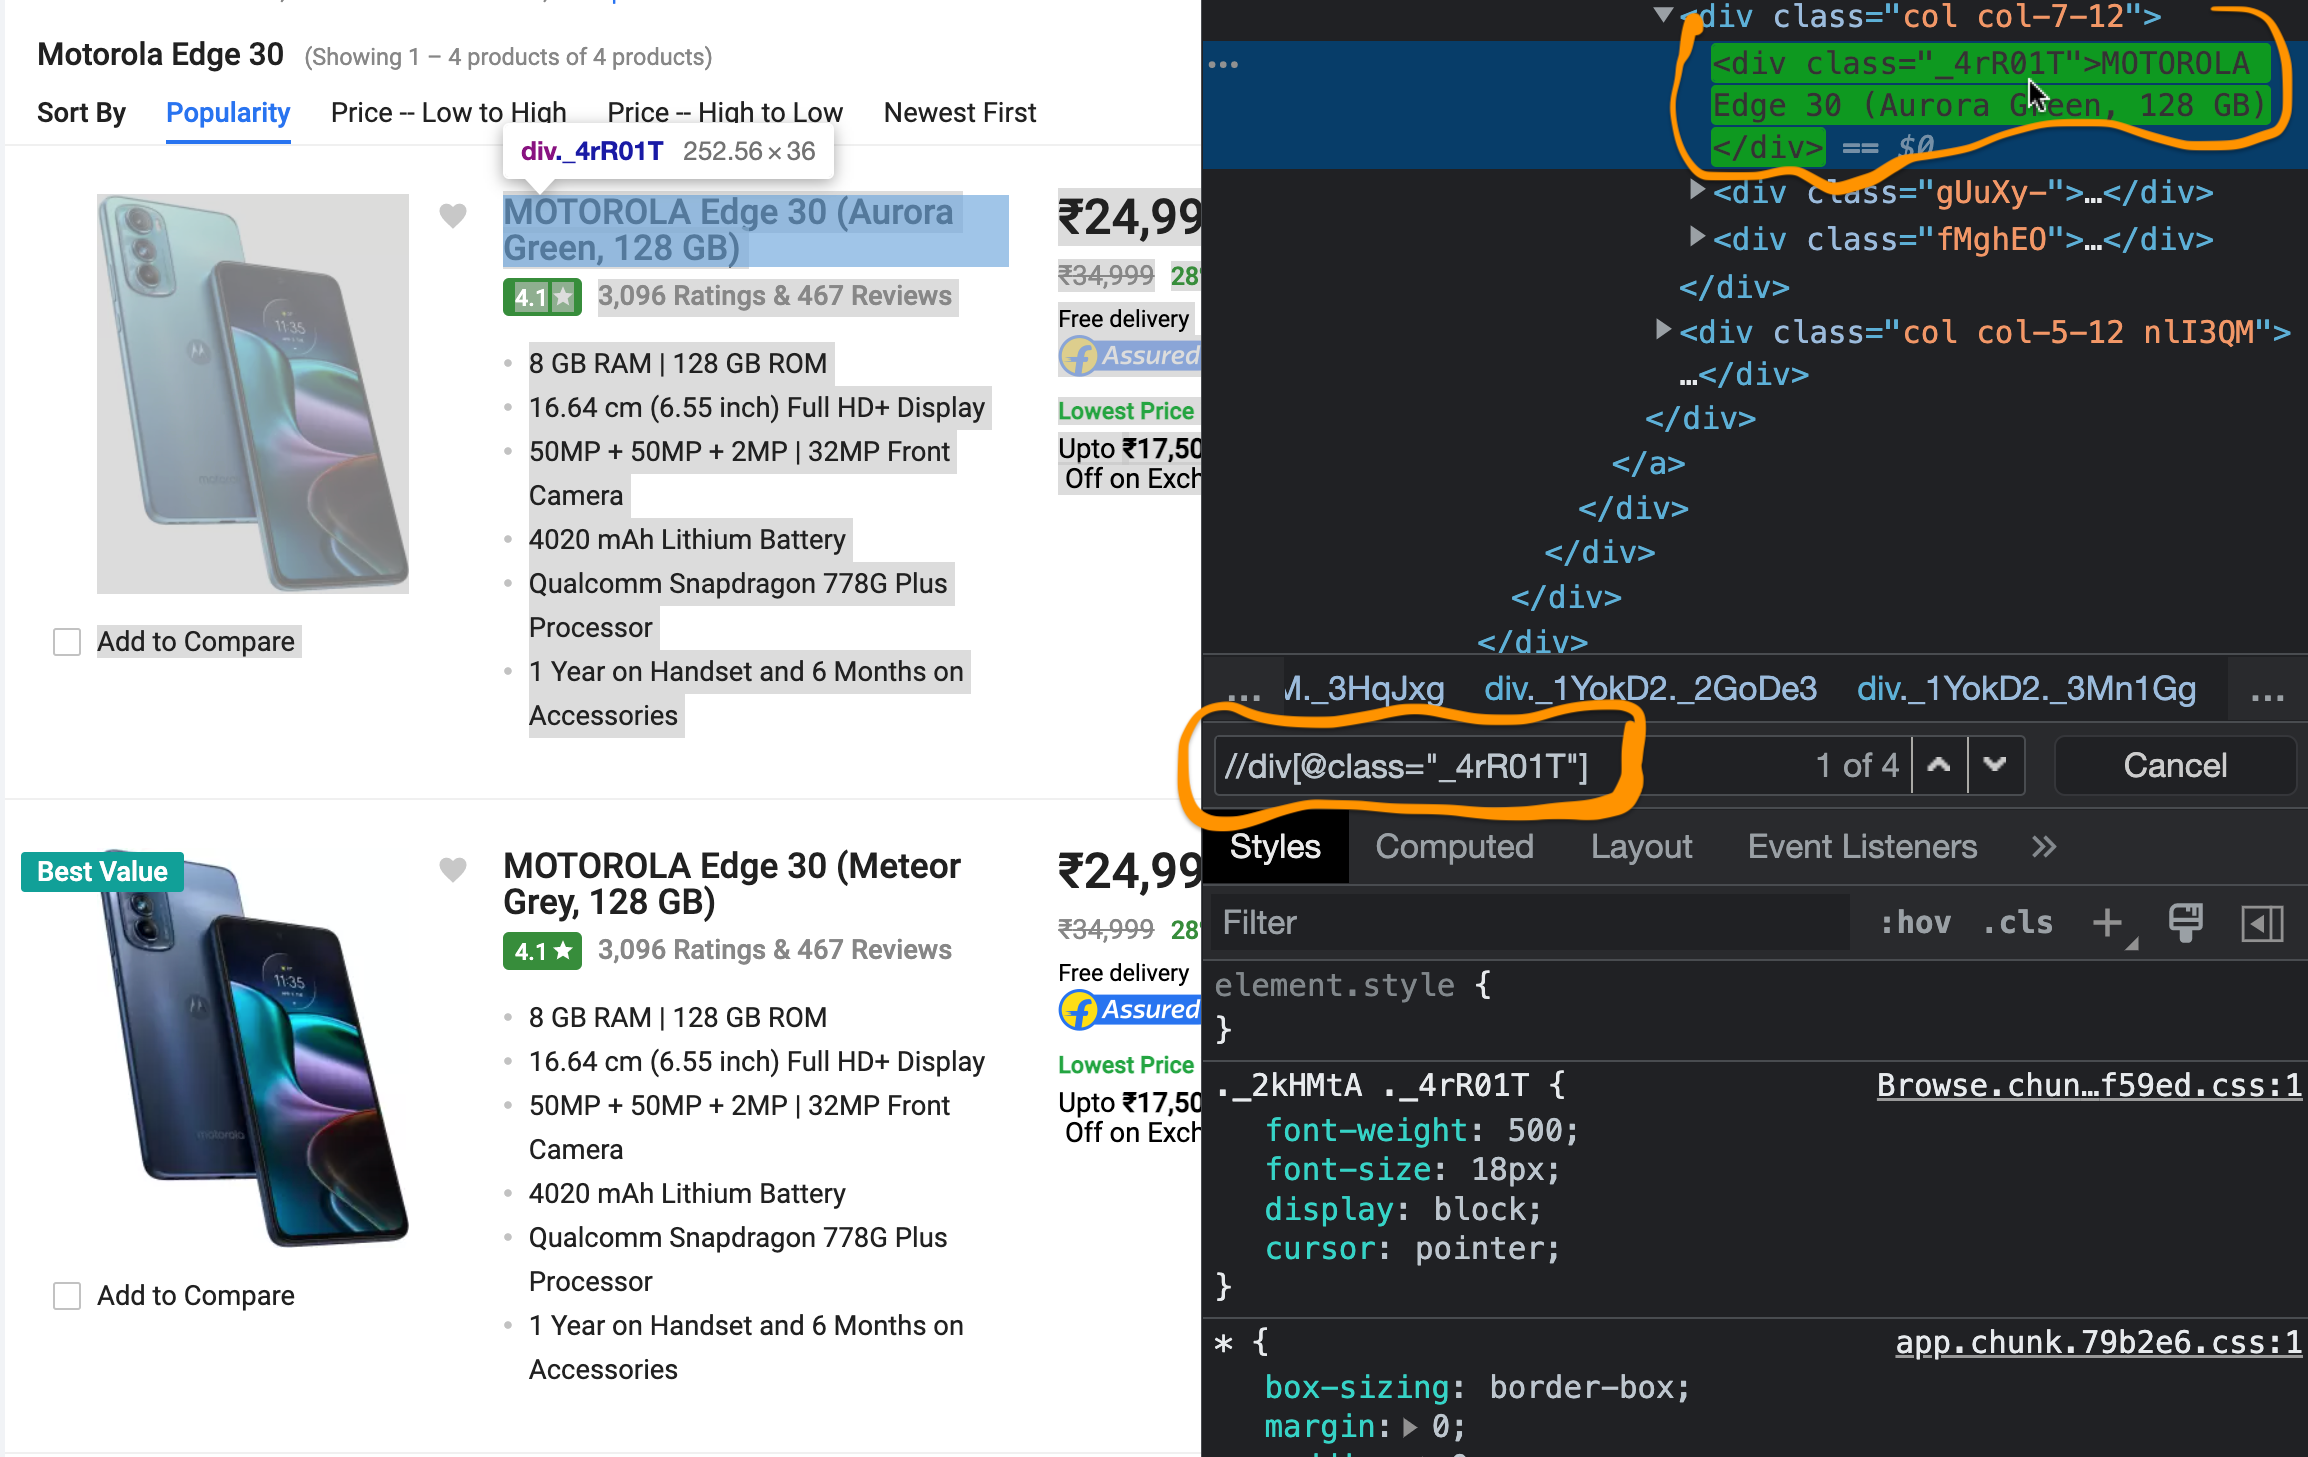 Motorola Edge 30 (Showing 1 – 4 products of 4 products)
Sort By Popularity Price -- Low to High Price -- High to Low Newest First
div._4rR01T 252.56 × 36
MOTOROLA Edge 30 (Aurora
Green, 128 GB)
4.1 ★ 3,096 Ratings & 467 Reviews
8 GB RAM | 128 GB ROM
16.64 cm (6.55 inch) Full HD+ Display
50MP + 50MP + 2MP | 32MP Front
Camera
4020 mAh Lithium Battery
Qualcomm Snapdragon 778G Plus
Processor
1 Year on Handset and 6 Months on
Accessories
₹24,99
₹34,999 28
Free delivery
Assured
Lowest Price
Upto ₹17,50
Off on Exch
11:35
motorola
Add to Compare
Best Value
MOTOROLA Edge 30 (Meteor
Grey, 128 GB)
4.1 ★ 3,096 Ratings & 467 Reviews
8 GB RAM | 128 GB ROM
16.64 cm (6.55 inch) Full HD+ Display
50MP + 50MP + 2MP | 32MP Front
Camera
4020 mAh Lithium Battery
Qualcomm Snapdragon 778G Plus
Processor
1 Year on Handset and 6 Months on
Accessories
₹24,99
₹34,999 28
Free delivery
Assured
Lowest Price
Upto ₹17,50
Off on Exch
11:35
motorola
Add to Compare
<div class="col col-7-12">
<div class="_4rR01T">MOTOROLA
Edge 30 (Aurora Green, 128 GB)
</div> == $0
<div class="gUuXy-">…</div>
<div class="fMghEO">…</div>
</div>
<div class="col col-5-12 nlI3QM">
…</div>
</div>
</a>
</div>
</div>
</div>
</div>
... M._3HqJxg div._1YokD2._2GoDe3 div._1YokD2._3Mn1Gg ...
//div[@class="_4rR01T"] 1 of 4 Cancel
Styles Computed Layout Event Listeners »
Filter :hov .cls +
element.style {
}
._2kHMtA ._4rR01T { Browse.chun…f59ed.css:1
font-weight: 500;
font-size: 18px;
display: block;
cursor: pointer;
}
* { app.chunk.79b2e6.css:1
box-sizing: border-box;
margin: 0;